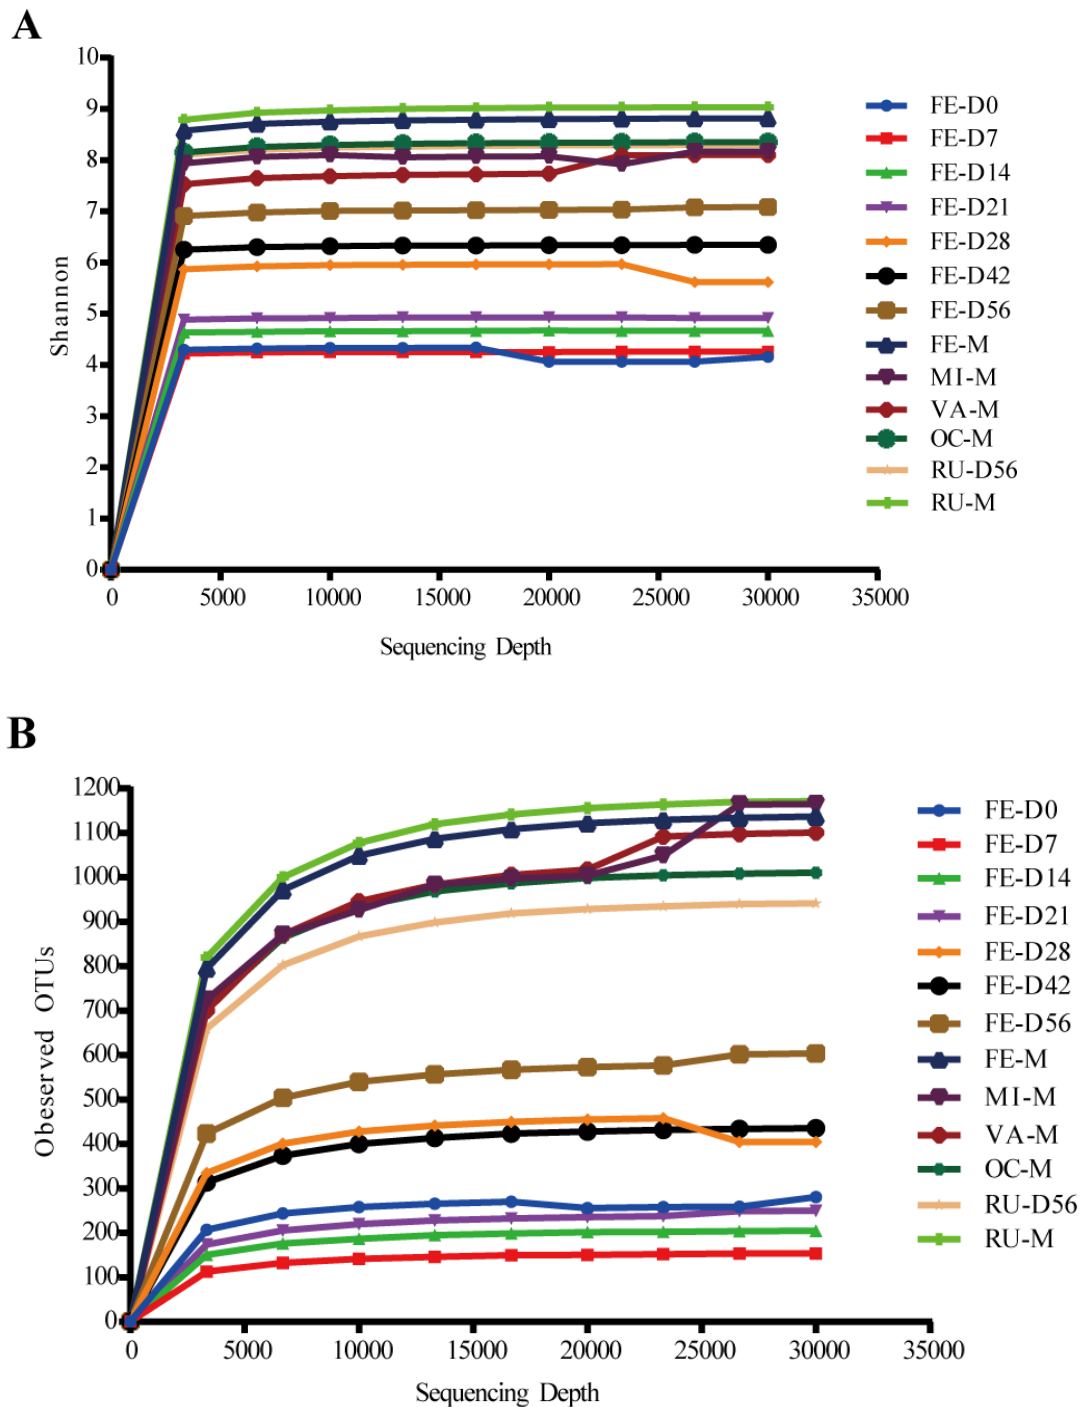 A
10
9
8
7
6
5
4
3
2
1
0
Shannon
0 5000 10000 15000 20000 25000 30000 35000
Sequencing Depth
FE-D0
FE-D7
FE-D14
FE-D21
FE-D28
FE-D42
FE-D56
FE-M
MI-M
VA-M
OC-M
RU-D56
RU-M
B
1200
1100
1000
900
800
700
600
500
400
300
200
100
0
Obeserved OTUs
0 5000 10000 15000 20000 25000 30000 35000
Sequencing Depth
FE-D0
FE-D7
FE-D14
FE-D21
FE-D28
FE-D42
FE-D56
FE-M
MI-M
VA-M
OC-M
RU-D56
RU-M